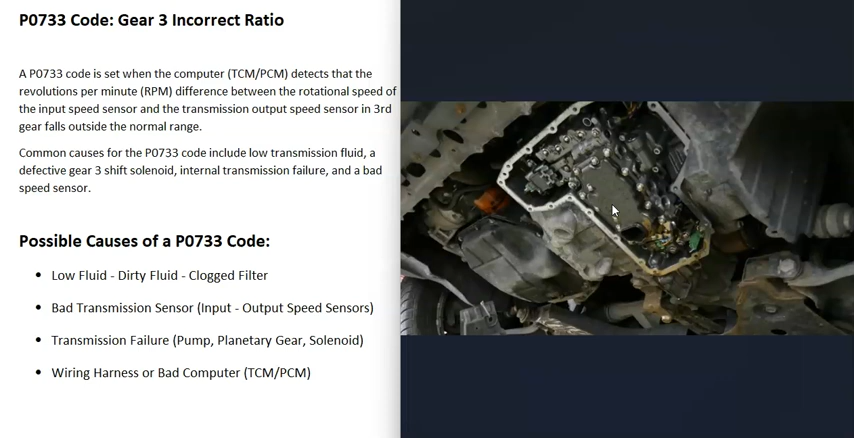 P0733 Code: Gear 3 Incorrect Ratio
A P0733 code is set when the computer (TCM/PCM) detects that the
revolutions per minute (RPM) difference between the rotational speed of
the input speed sensor and the transmission output speed sensor in 3rd
gear falls outside the normal range.
Common causes for the P0733 code include low transmission fluid, a
defective gear 3 shift solenoid, internal transmission failure, and a bad
speed sensor.
Possible Causes of a P0733 Code:
• Low Fluid - Dirty Fluid - Clogged Filter
• Bad Transmission Sensor (Input - Output Speed Sensors)
• Transmission Failure (Pump, Planetary Gear, Solenoid)
• Wiring Harness or Bad Computer (TCM/PCM)